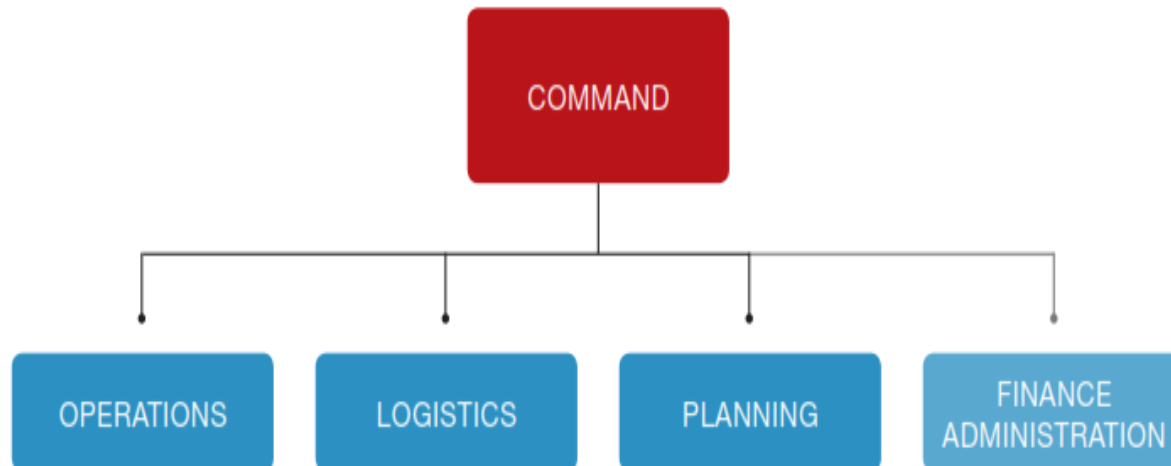 COMMAND
OPERATIONS
LOGISTICS
PLANNING
FINANCE
ADMINISTRATION